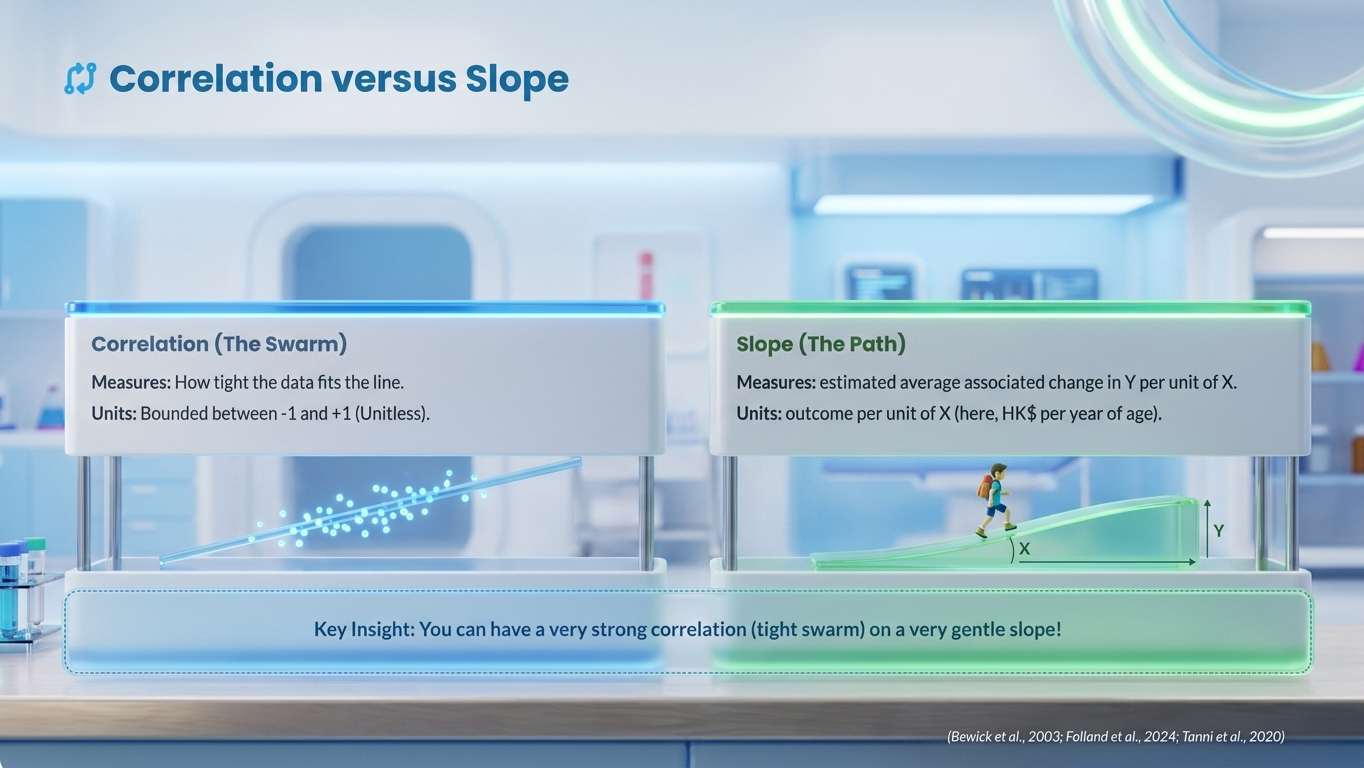 Correlation versus Slope
Correlation (The Swarm)
Measures: How tight the data fits the line.
Units: Bounded between -1 and +1 (Unitless).
Slope (The Path)
Measures: estimated average associated change in Y per unit of X.
Units: outcome per unit of X (here, HK$ per year of age).
X
Y
Key Insight: You can have a very strong correlation (tight swarm) on a very gentle slope!
(Bewick et al., 2003; Folland et al., 2024; Tanni et al., 2020)